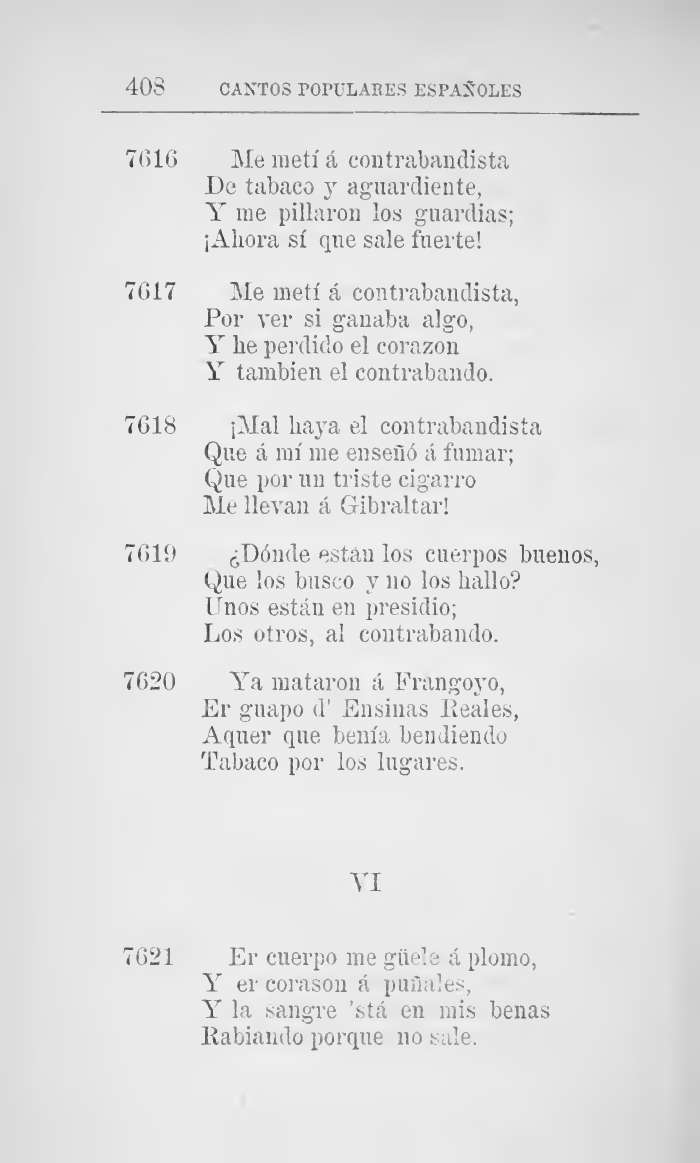 408 CANTOS POPULARES ESPAÑOLES
7616 Me metí á contrabandista
De tabaco y aguardiente,
Y me pillaron los guardias;
¡Ahora sí que sale fuerte!
7617 Me metí á contrabandista,
Por ver si ganaba algo,
Y he perdido el corazon
Y tambien el contrabando.
7618 ¡Mal haya el contrabandista
Que á mí me enseñó á fumar;
Que por un triste cigarro
Me llevan á Gibraltar!
7619 ¿Dónde están los cuerpos buenos,
Que los busco y no los hallo?
Unos están en presidio;
Los otros, al contrabando.
7620 Ya mataron á Frangoyo,
Er guapo d' Ensinas Reales,
Aquer que benía bendiendo
Tabaco por los lugares.
VI
7621 Er cuerpo me güele á plomo,
Y er corason á puñales,
Y la sangre 'stá en mis benas
Rabiando porque no sale.